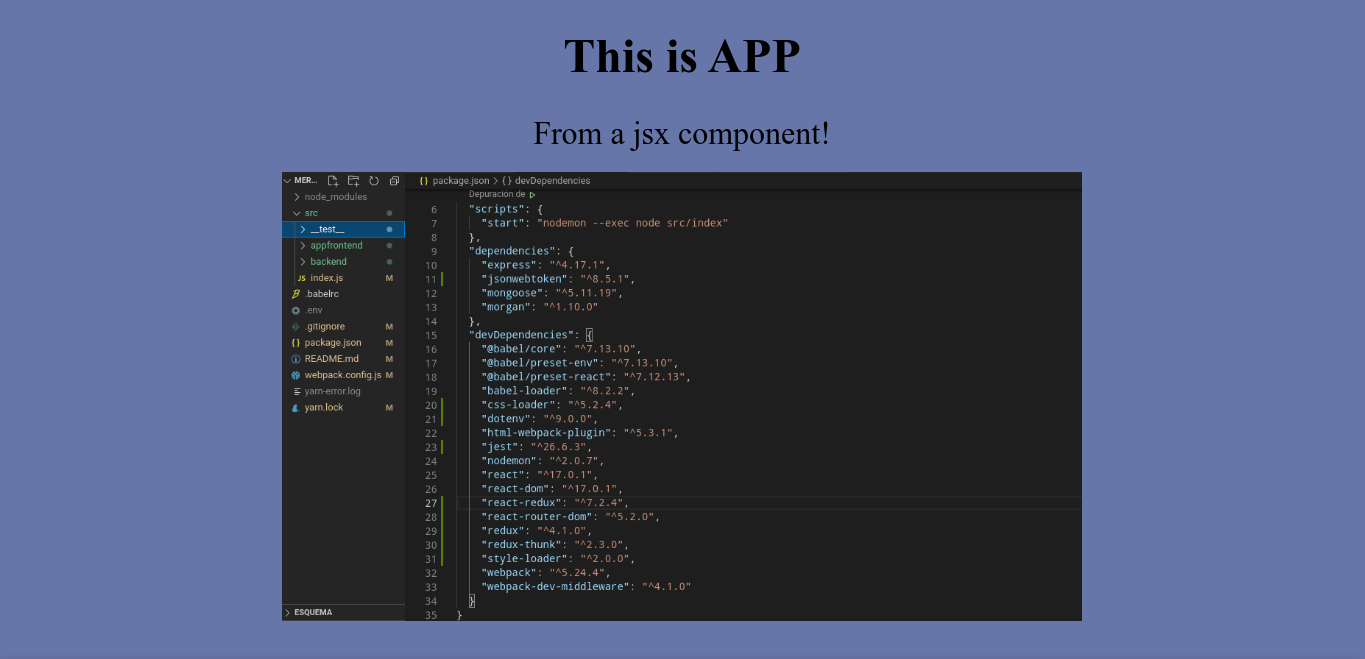 This is APP
From a jsx component!
MER...
node_modules
src
__test__
appfrontend
backend
JS index.js M
.babelrc
.env
.gitignore M
{} package.json M
README.md M
webpack.config.js M
yarn-error.log
yarn.lock M
ESQUEMA
{} package.json > {} devDependencies
Depuración de
6 "scripts": {
7 "start": "nodemon --exec node src/index"
8 },
9 "dependencies": {
10 "express": "^4.17.1",
11 "jsonwebtoken": "^8.5.1",
12 "mongoose": "^5.11.19",
13 "morgan": "^1.10.0"
14 },
15 "devDependencies": {
16 "@babel/core": "^7.13.10",
17 "@babel/preset-env": "^7.13.10",
18 "@babel/preset-react": "^7.12.13",
19 "babel-loader": "^8.2.2",
20 "css-loader": "^5.2.4",
21 "dotenv": "^9.0.0",
22 "html-webpack-plugin": "^5.3.1",
23 "jest": "^26.6.3",
24 "nodemon": "^2.0.7",
25 "react": "^17.0.1",
26 "react-dom": "^17.0.1",
27 "react-redux": "^7.2.4",
28 "react-router-dom": "^5.2.0",
29 "redux": "^4.1.0",
30 "redux-thunk": "^2.3.0",
31 "style-loader": "^2.0.0",
32 "webpack": "^5.24.4",
33 "webpack-dev-middleware": "^4.1.0"
34 }
35 }